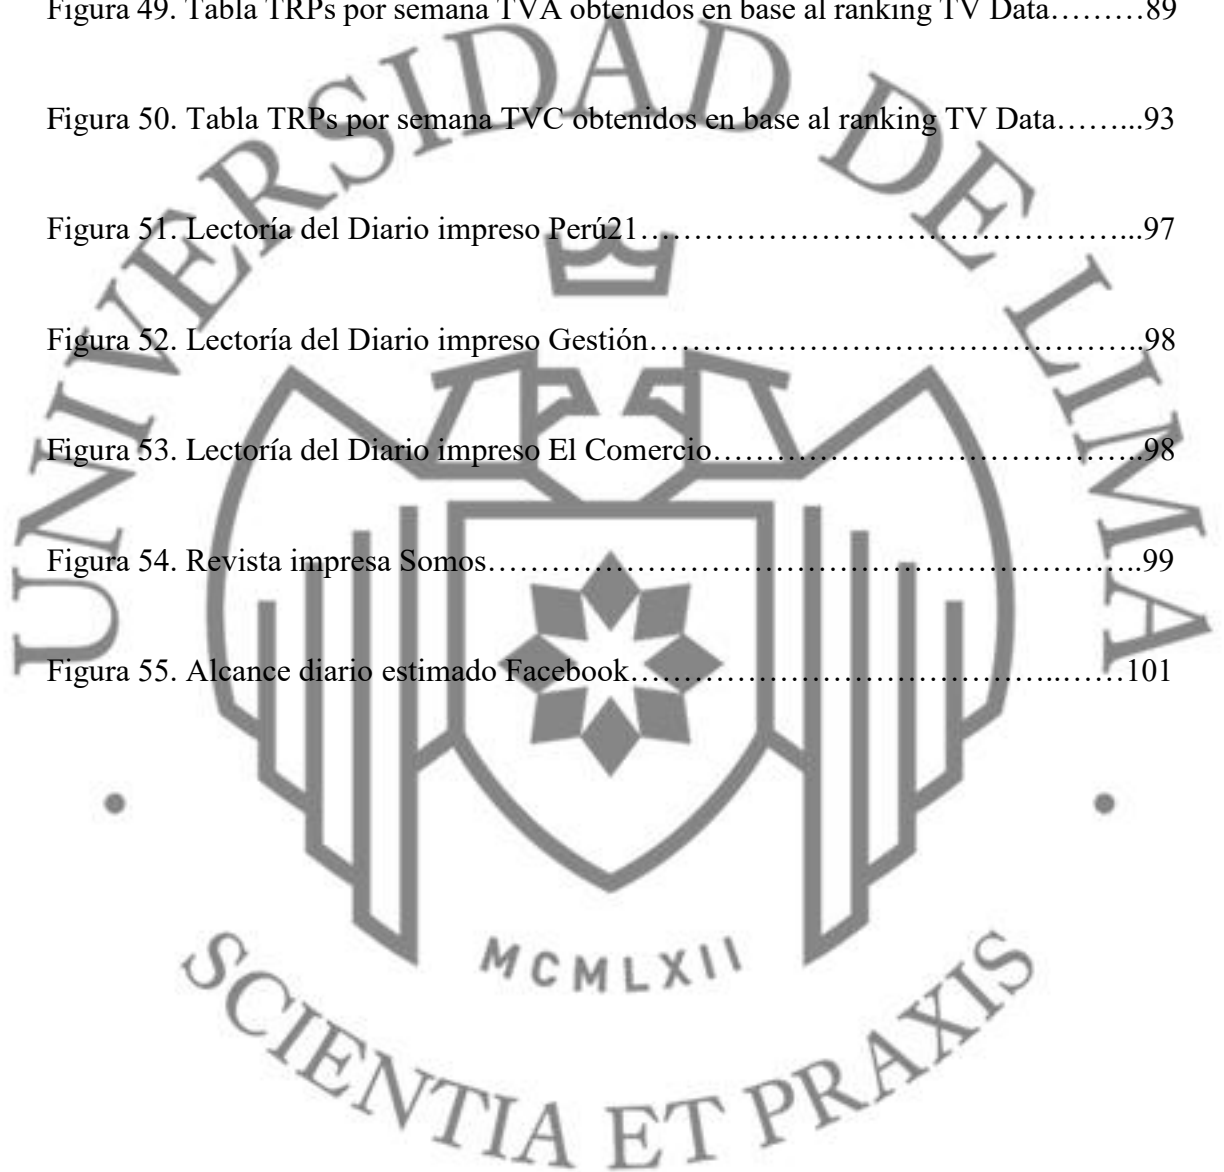 Figura 49. Tabla TRPs por semana TVA obtenidos en base al ranking TV Data………89
Figura 50. Tabla TRPs por semana TVC obtenidos en base al ranking TV Data……...93
Figura 51. Lectoría del Diario impreso Perú21…………………………………………...97
Figura 52. Lectoría del Diario impreso Gestión…………………………………………..98
Figura 53. Lectoría del Diario impreso El Comercio……………………………………..98
Figura 54. Revista impresa Somos………………………………………………………..99
Figura 55. Alcance diario estimado Facebook……………………………………..……101
UNIVERSIDAD DE LIMA
MCMLXII
SCIENTIA ET PRAXIS